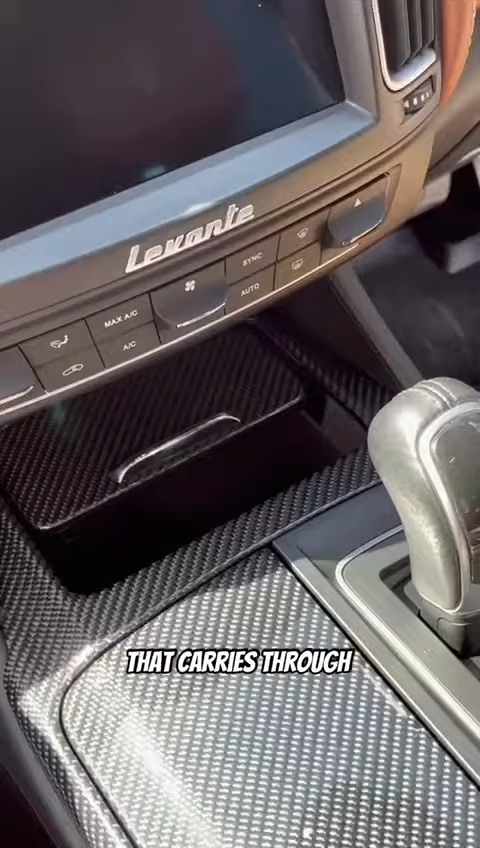 Levante
SYNC
MAX A/C
AUTO
A/C
THAT CARRIES THROUGH